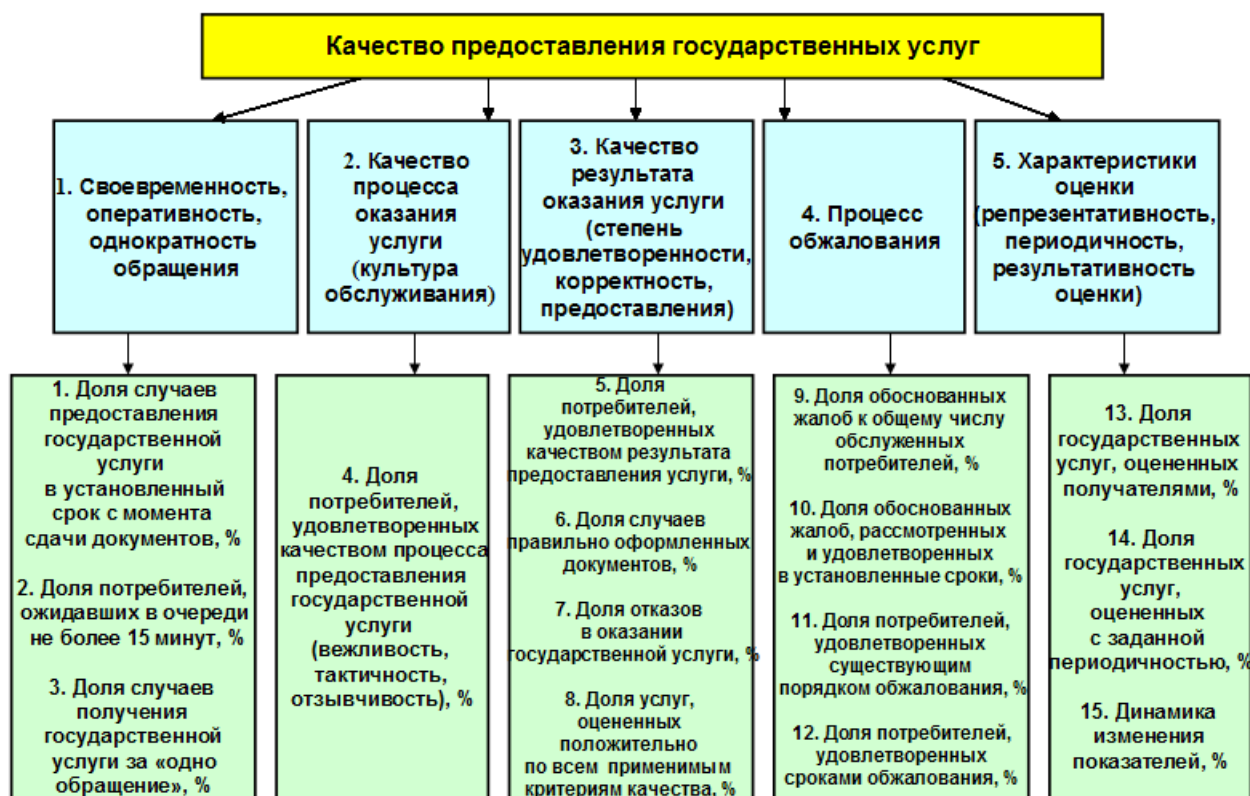 Качество предоставления государственных услуг
1. Своевременность,
оперативность,
однократность
обращения
2. Качество
процесса
оказания
услуги
(культура
обслуживания)
3. Качество
результата
оказания услуги
(степень
удовлетворенности,
корректность,
предоставления)
4. Процесс
обжалования
5. Характеристики
оценки
(репрезентативность,
периодичность,
результативность
оценки)
1. Доля случаев
предоставления
государственной
услуги
в установленный
срок с момента
сдачи документов, %
2. Доля потребителей,
ожидавших в очереди
не более 15 минут, %
3. Доля случаев
получения
государственной
услуги за «одно
обращение», %
4. Доля
потребителей,
удовлетворенных
качеством процесса
предоставления
государственной
услуги
(вежливость,
тактичность,
отзывчивость), %
5. Доля
потребителей,
удовлетворенных
качеством результата
предоставления услуги, %
6. Доля случаев
правильно оформленных
документов, %
7. Доля отказов
в оказании
государственной услуги, %
8. Доля услуг,
оцененных
положительно
по всем применимым
критериям качества, %
9. Доля обоснованных
жалоб к общему числу
обслуженных
потребителей, %
10. Доля обоснованных
жалоб, рассмотренных
и удовлетворенных
в установленные сроки, %
11. Доля потребителей,
удовлетворенных
существующим
порядком обжалования, %
12. Доля потребителей,
удовлетворенных
сроками обжалования, %
13. Доля
государственных
услуг, оцененных
получателями, %
14. Доля
государственных
услуг,
оцененных
с заданной
периодичностью, %
15. Динамика
изменения
показателей, %